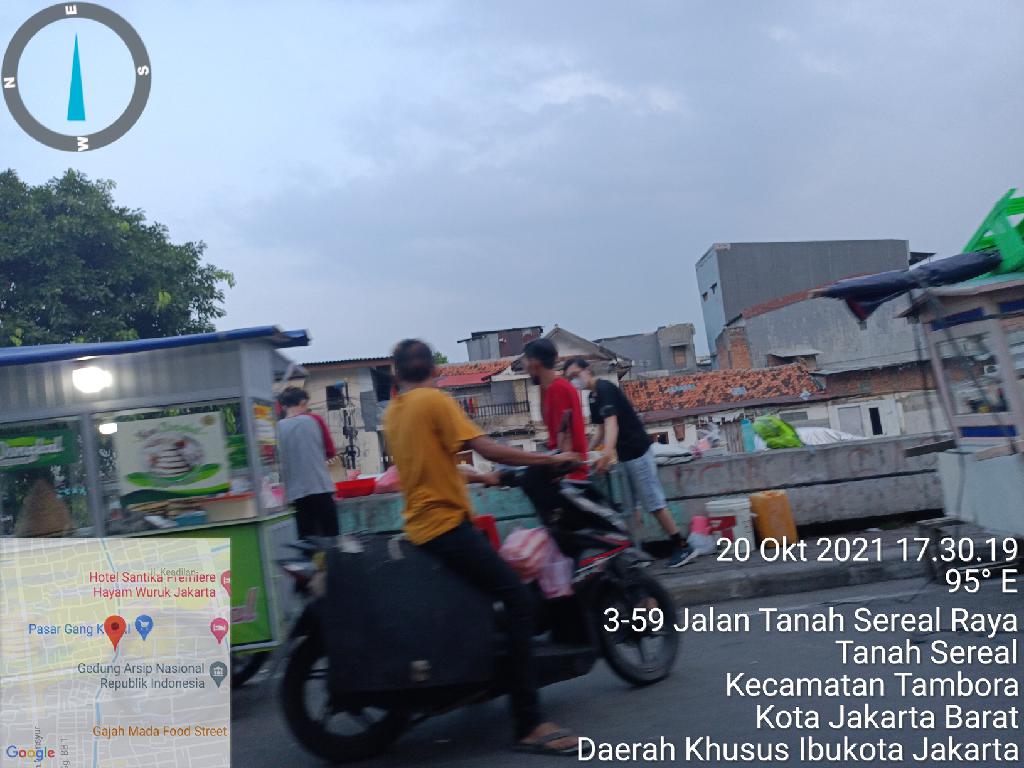 E
N
S
W
Hotel Santika Premiere
Hayam Wuruk Jakarta
Pasar Gang
Gedung Arsip Nasional
Republik Indonesia
Gajah Mada Food Street
Google
20 Okt 2021 17.30.19
95° E
3-59 Jalan Tanah Sereal Raya
Tanah Sereal
Kecamatan Tambora
Kota Jakarta Barat
Daerah Khusus Ibukota Jakarta